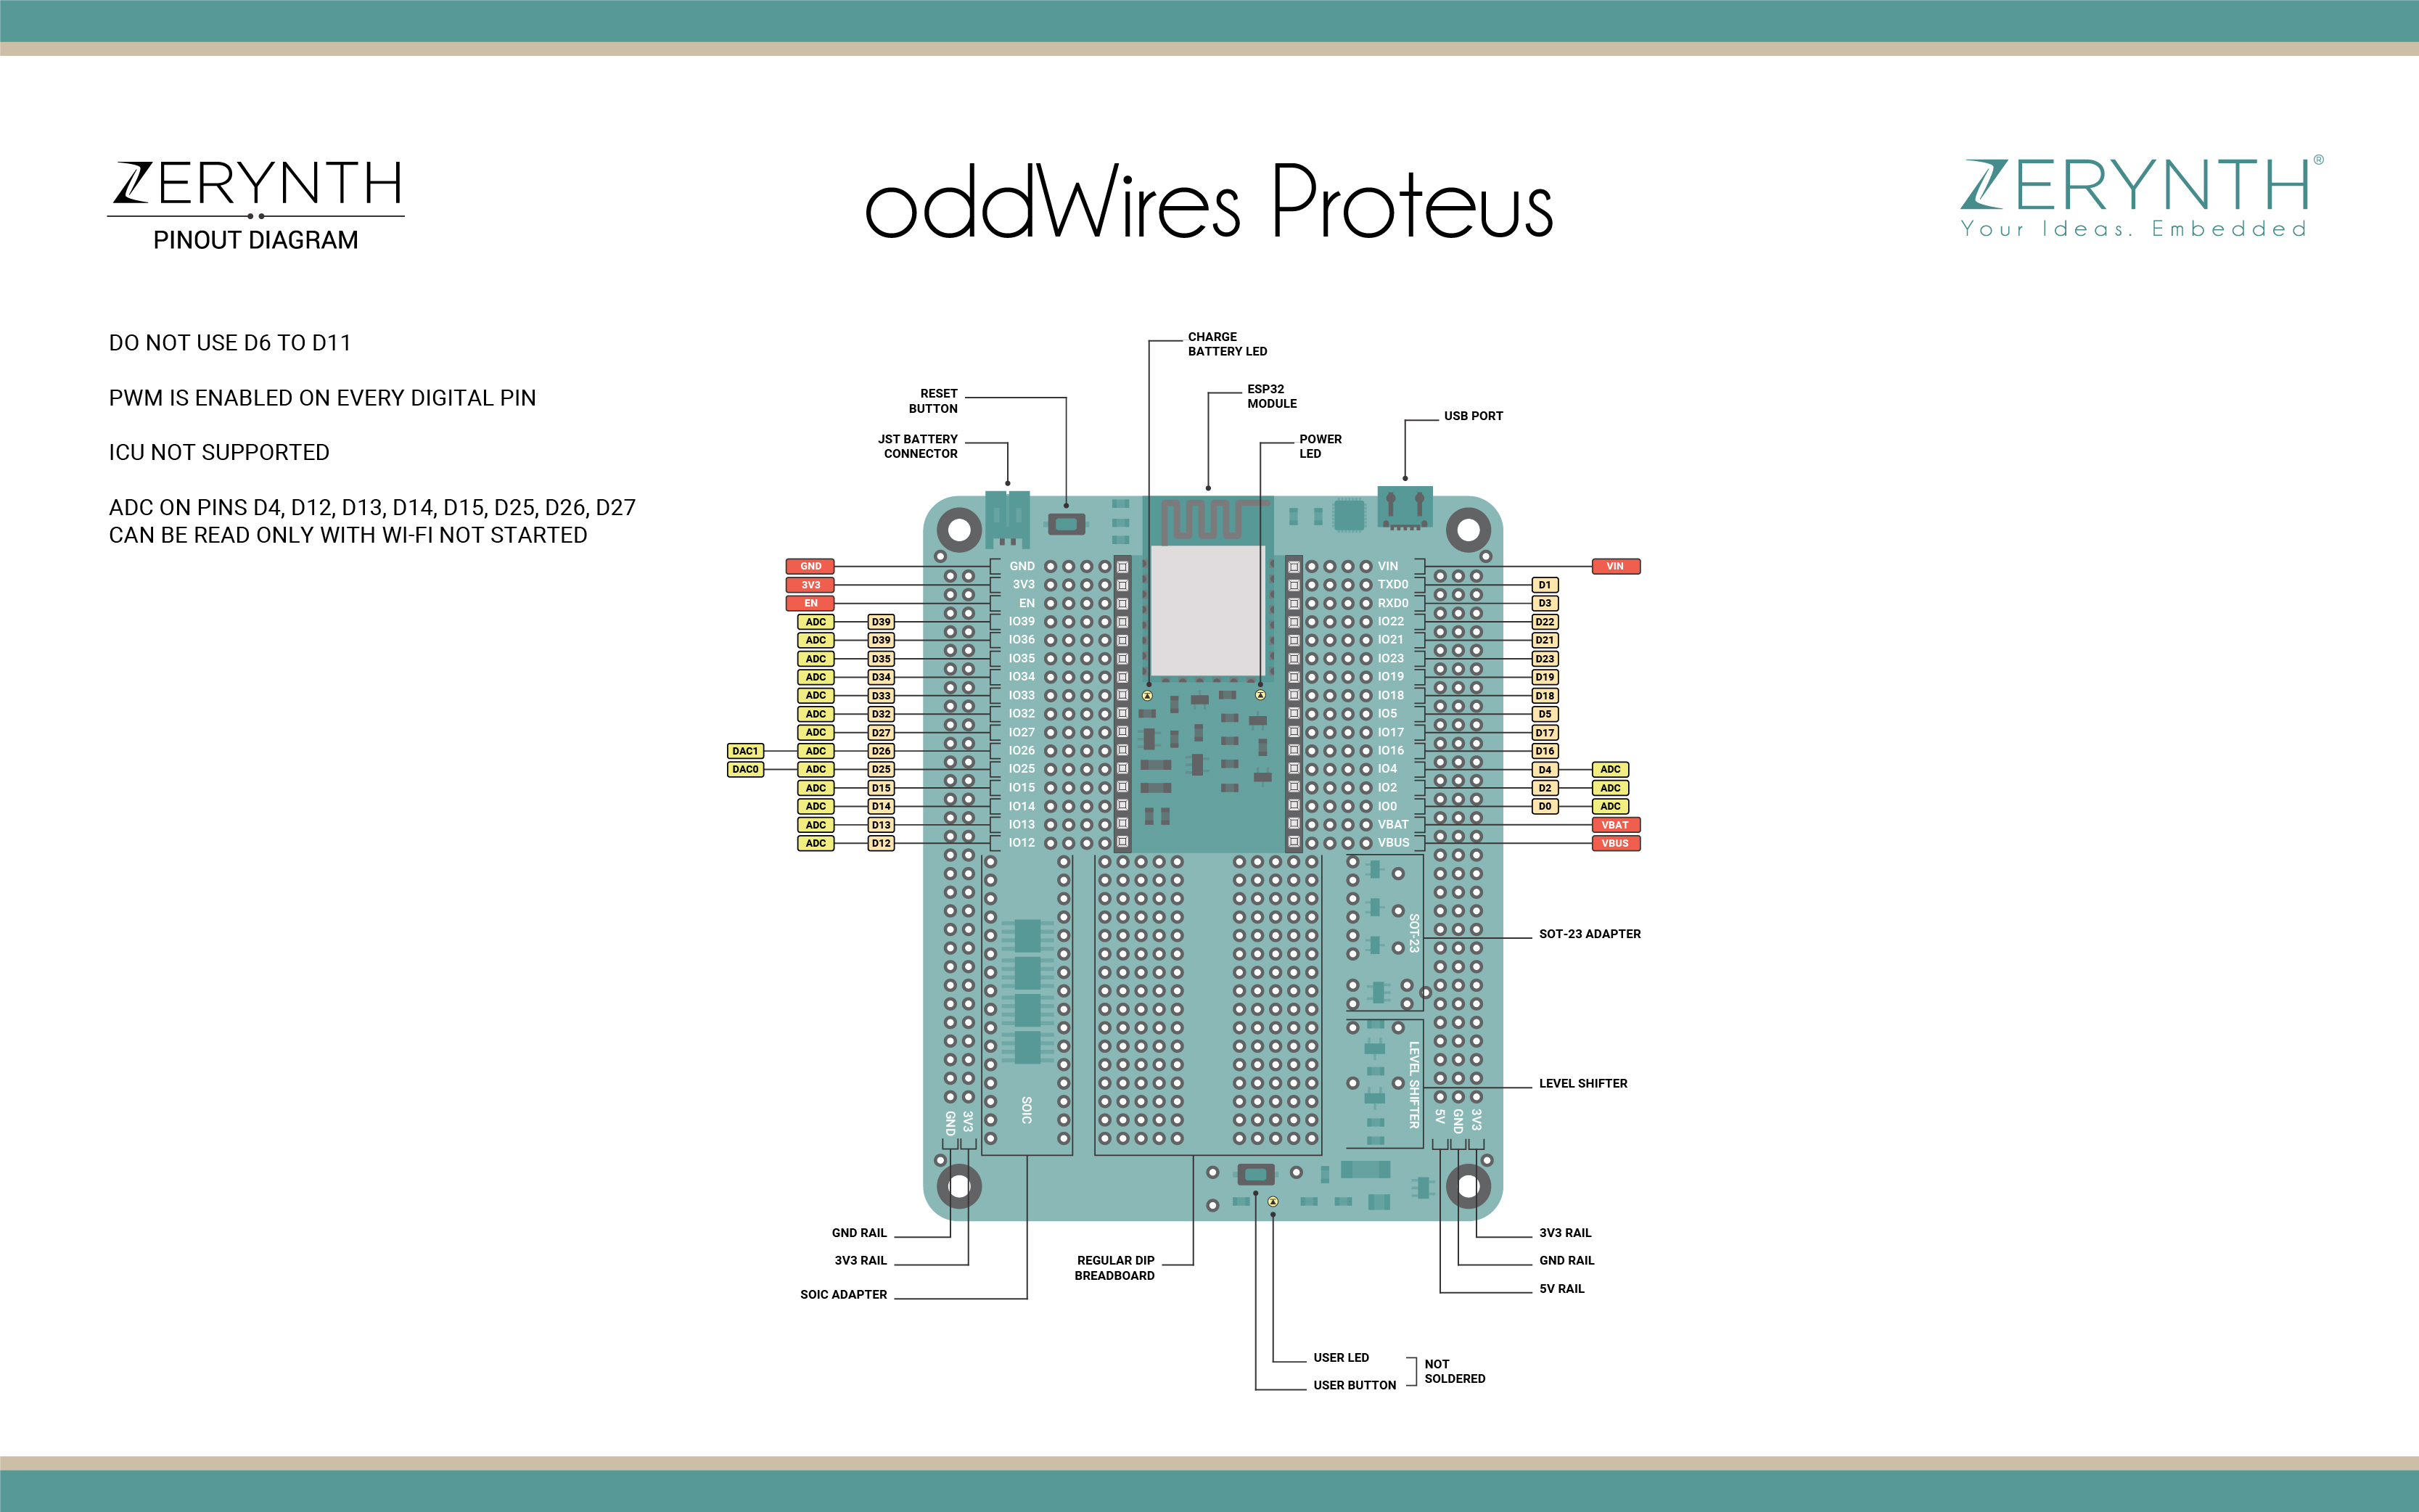 ZERYNTH
PINOUT DIAGRAM
oddWires Proteus
ZERYNTH®
Your Ideas. Embedded
DO NOT USE D6 TO D11
PWM IS ENABLED ON EVERY DIGITAL PIN
ICU NOT SUPPORTED
ADC ON PINS D4, D12, D13, D14, D15, D25, D26, D27
CAN BE READ ONLY WITH WI-FI NOT STARTED
CHARGE
BATTERY LED
RESET
BUTTON
ESP32
MODULE
USB PORT
JST BATTERY
CONNECTOR
POWER
LED
GND GND VIN VIN
3V3 3V3 TXD0 D1
EN EN RXD0 D3
ADC D39 IO39 IO22 D22
ADC D39 IO36 IO21 D21
ADC D35 IO35 IO23 D23
ADC D34 IO34 IO19 D19
ADC D33 IO33 IO18 D18
ADC D32 IO32 IO5 D5
ADC D27 IO27 IO17 D17
DAC1 ADC D26 IO26 IO16 D16
DAC0 ADC D25 IO25 IO4 D4 ADC
ADC D15 IO15 IO2 D2 ADC
ADC D14 IO14 IO0 D0 ADC
ADC D13 IO13 VBAT VBAT
ADC D12 IO12 VBUS VBUS
SOT-23
SOT-23 ADAPTER
LEVEL SHIFTER
LEVEL SHIFTER
GND 3V3 SOIC 5V GND 3V3
GND RAIL
3V3 RAIL
SOIC ADAPTER
REGULAR DIP
BREADBOARD
3V3 RAIL
GND RAIL
5V RAIL
USER LED
USER BUTTON
NOT
SOLDERED